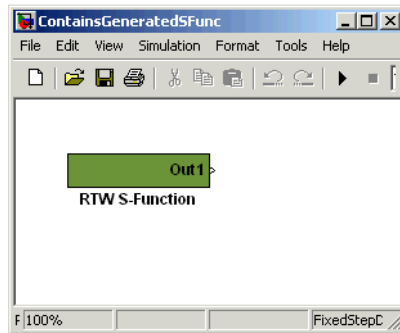 ContainsGeneratedSFunc
File Edit View Simulation Format Tools Help
Out1
RTW S-Function
F 100% FixedStepD